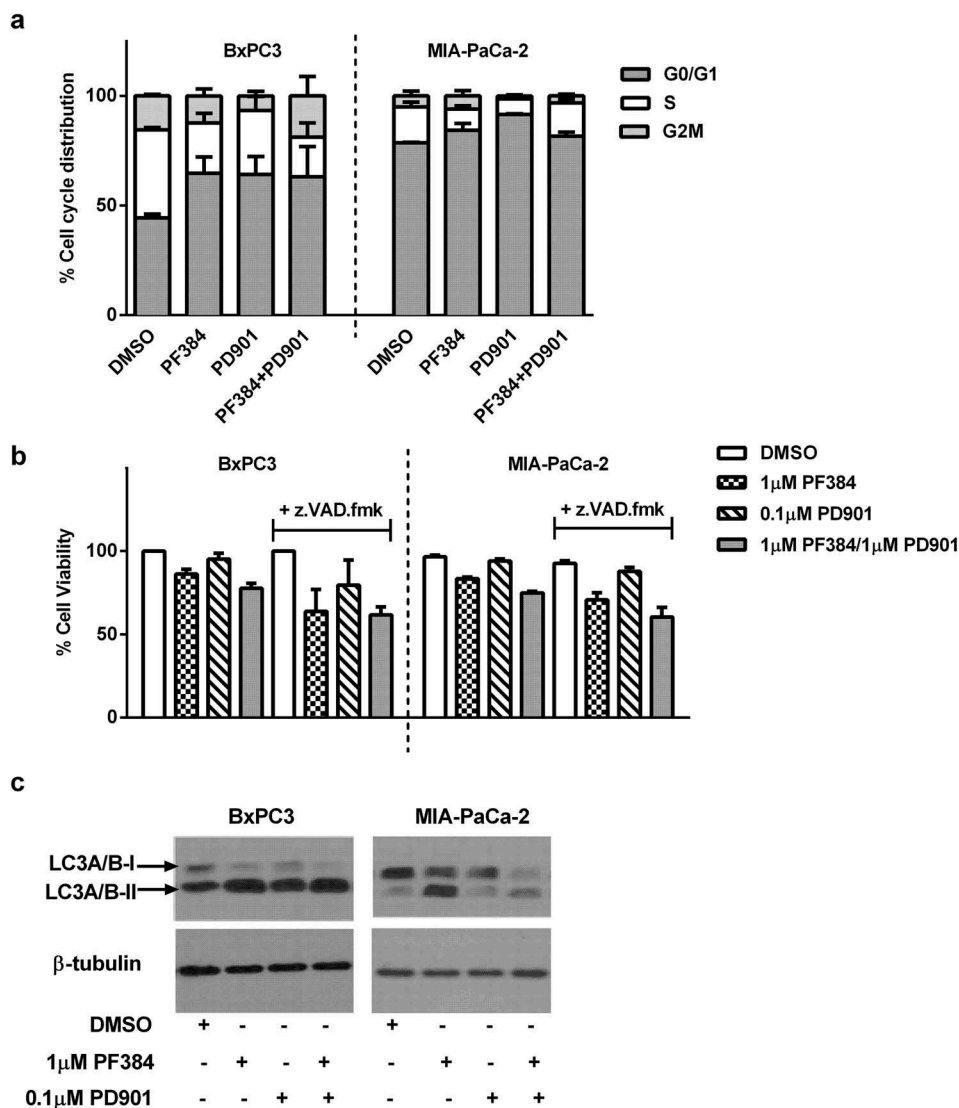 a
BxPC3
MIA-PaCa-2
G0/G1
S
G2M
% Cell cycle distribution
100
50
0
DMSO
PF384
PD901
PF384+PD901
DMSO
PF384
PD901
PF384+PD901
b
BxPC3
MIA-PaCa-2
DMSO
1μM PF384
0.1μM PD901
1μM PF384/1μM PD901
+ z.VAD.fmk
+ z.VAD.fmk
% Cell Viability
100
50
0
c
BxPC3
MIA-PaCa-2
LC3A/B-I
LC3A/B-II
β-tubulin
DMSO + - - - + - - -
1μM PF384 - + - + - + - +
0.1μM PD901 - - + + - - + +